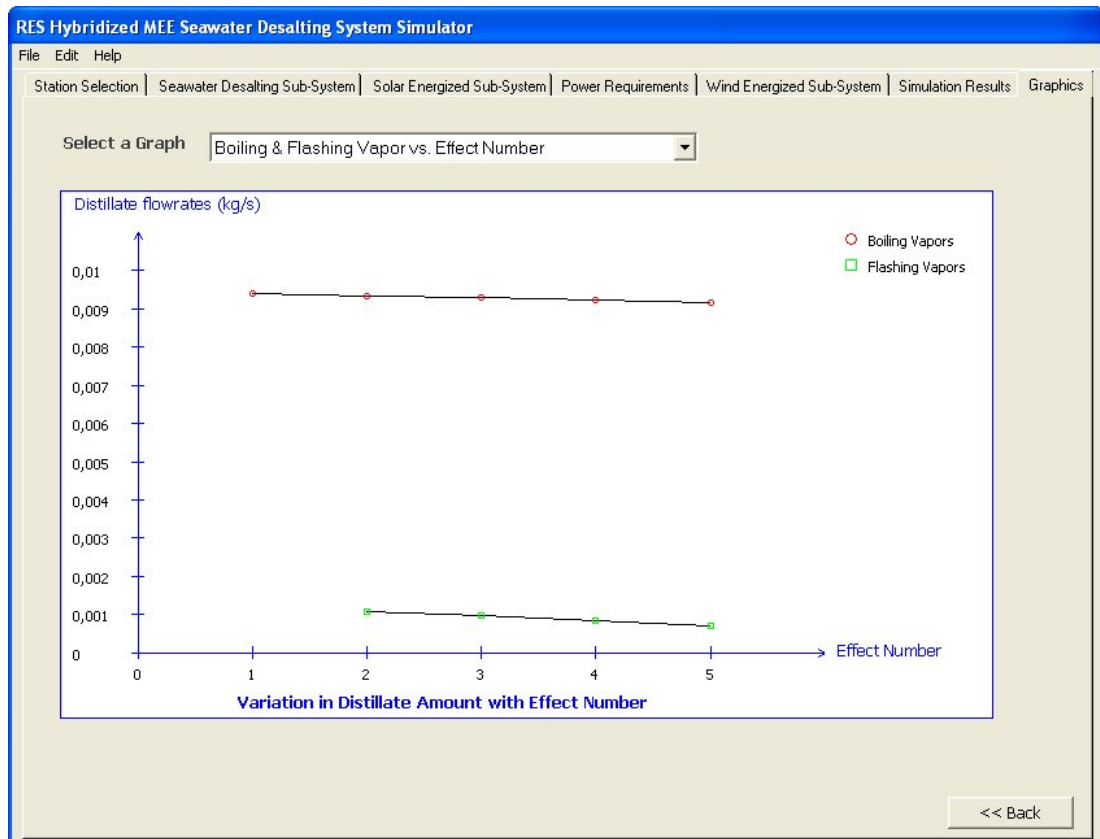 RES Hybridized MEE Seawater Desalting System Simulator
File Edit Help
Station Selection Seawater Desalting Sub-System Solar Energized Sub-System Power Requirements Wind Energized Sub-System Simulation Results Graphics
Select a Graph Boiling & Flashing Vapor vs. Effect Number
Distillate flowrates (kg/s)
Boiling Vapors
Flashing Vapors
0,01
0,009
0,008
0,007
0,006
0,005
0,004
0,003
0,002
0,001
0
Effect Number
0 1 2 3 4 5
Variation in Distillate Amount with Effect Number
<< Back